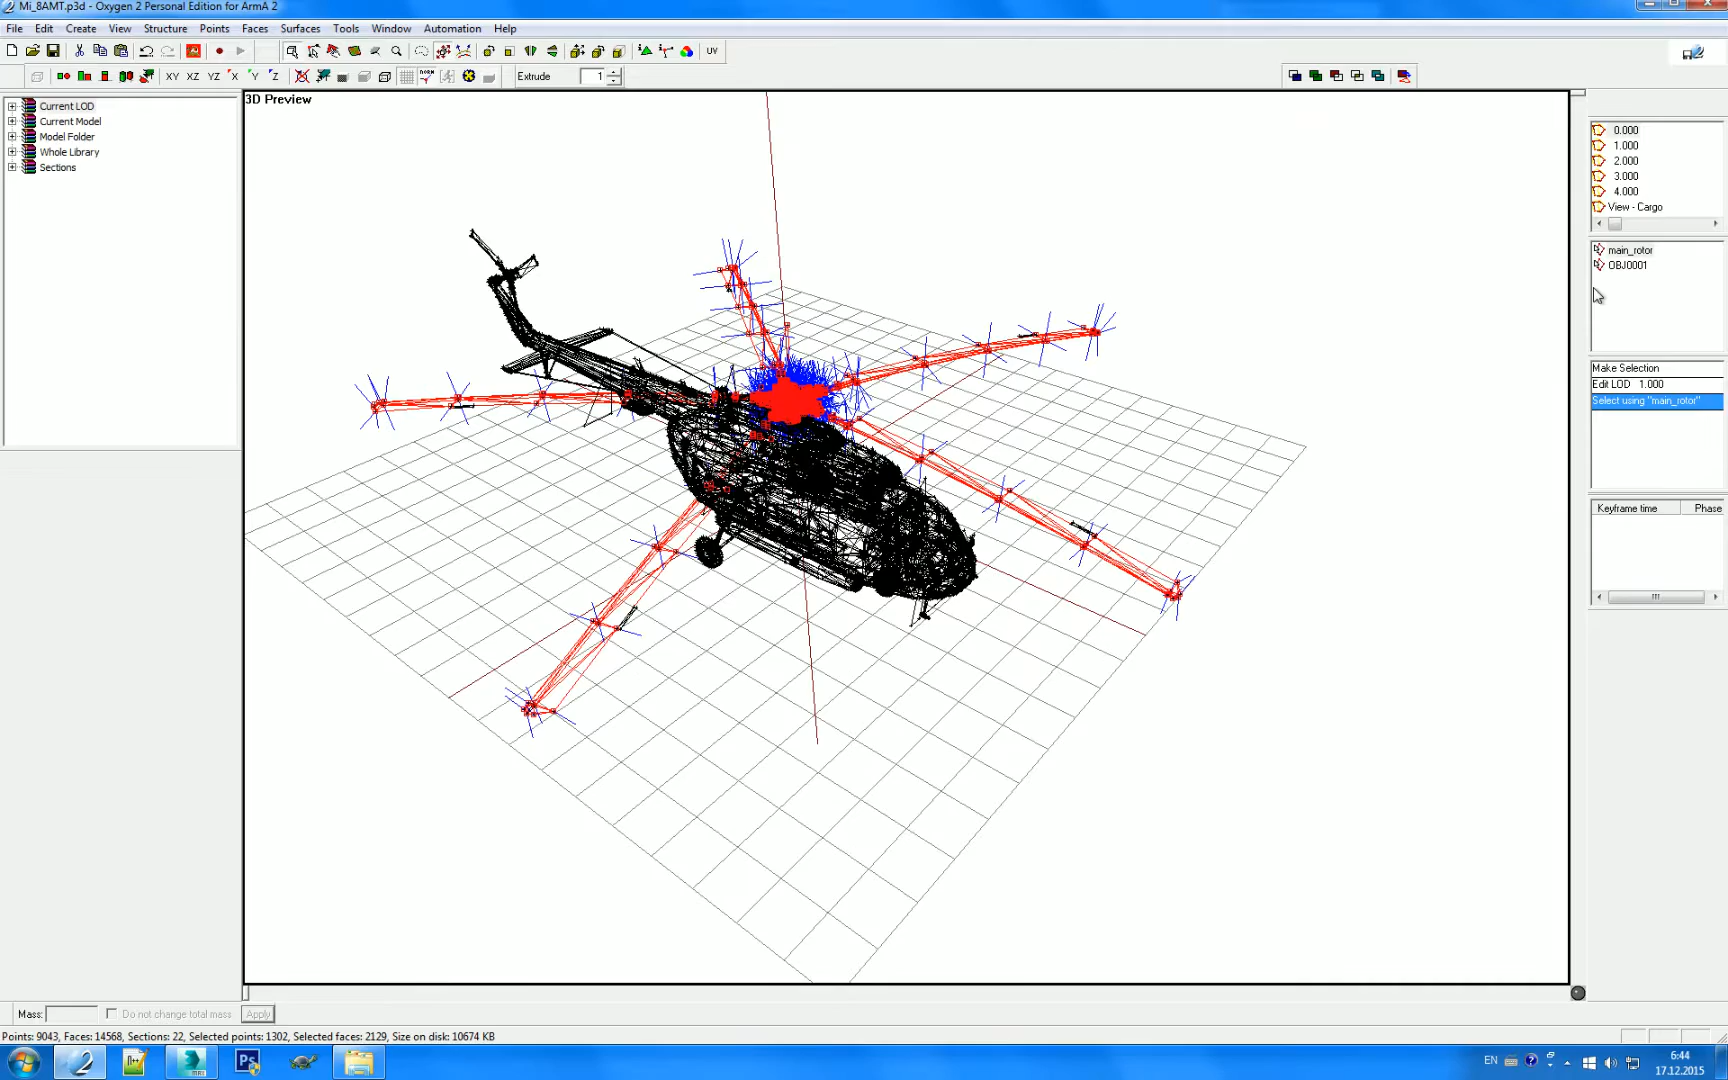 Mi_8AMT.p3d - Oxygen 2 Personal Edition for ArmA 2
File Edit Create View Structure Points Faces Surfaces Tools Window Automation Help
UV
XY XZ YZ X Y Z NORM Extrude 1
3D Preview
Current LOD
Current Model
Model Folder
Whole Library
Sections
0.000
1.000
2.000
3.000
4.000
View - Cargo
main_rotor
OBJ0001
Make Selection
Edit LOD 1.000
Select using "main_rotor"
Keyframe time Phase
Mass: Do not change total mass Apply
Points: 9043, Faces: 14568, Sections: 22, Selected points: 1302, Selected faces: 2129, Size on disk: 10674 KB
Ps
EN
6:44
17.12.2015